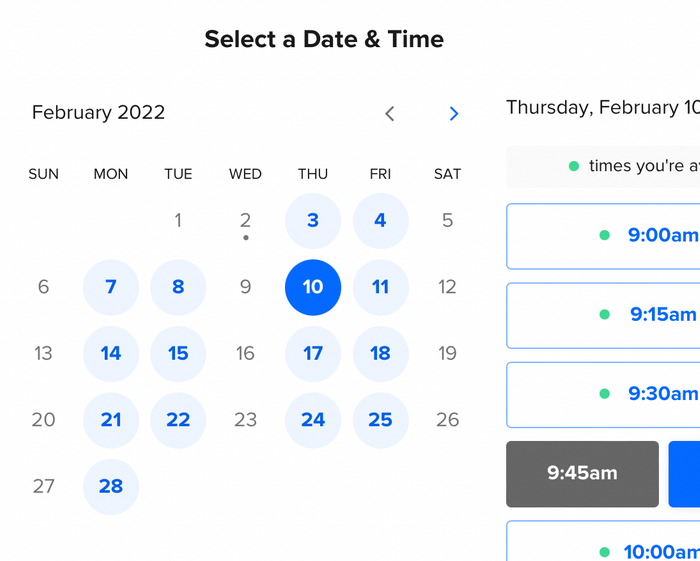 Select a Date & Time
February 2022
SUN MON TUE WED THU FRI SAT
1 2 3 4 5
6 7 8 9 10 11 12
13 14 15 16 17 18 19
20 21 22 23 24 25 26
27 28
Thursday, February 10
times you're
9:00am
9:15am
9:30am
9:45am
10:00am